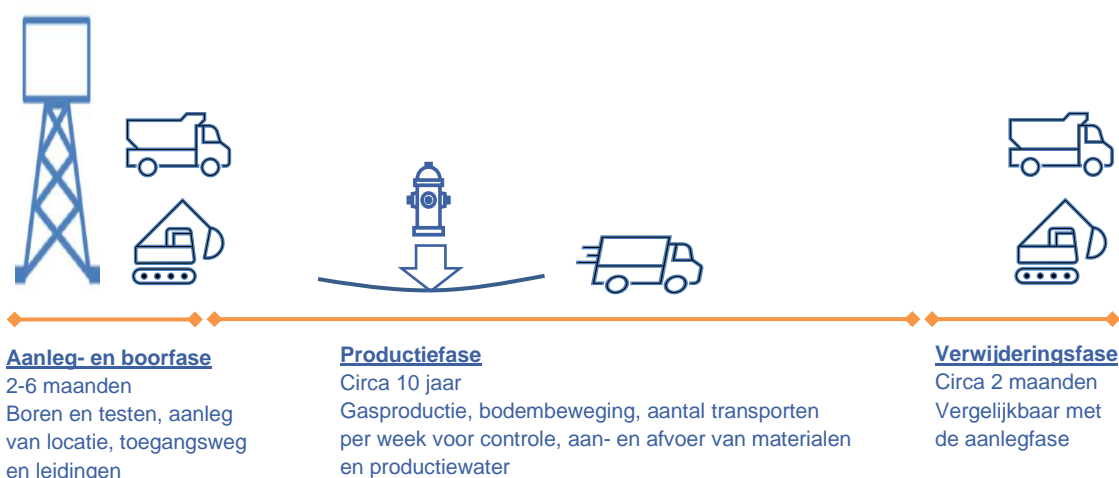 Aanleg- en boorfase
2-6 maanden
Boren en testen, aanleg
van locatie, toegangsweg
en leidingen
Productiefase
Circa 10 jaar
Gasproductie, bodembeweging, aantal transporten
per week voor controle, aan- en afvoer van materialen
en productiewater
Verwijderingsfase
Circa 2 maanden
Vergelijkbaar met
de aanlegfase